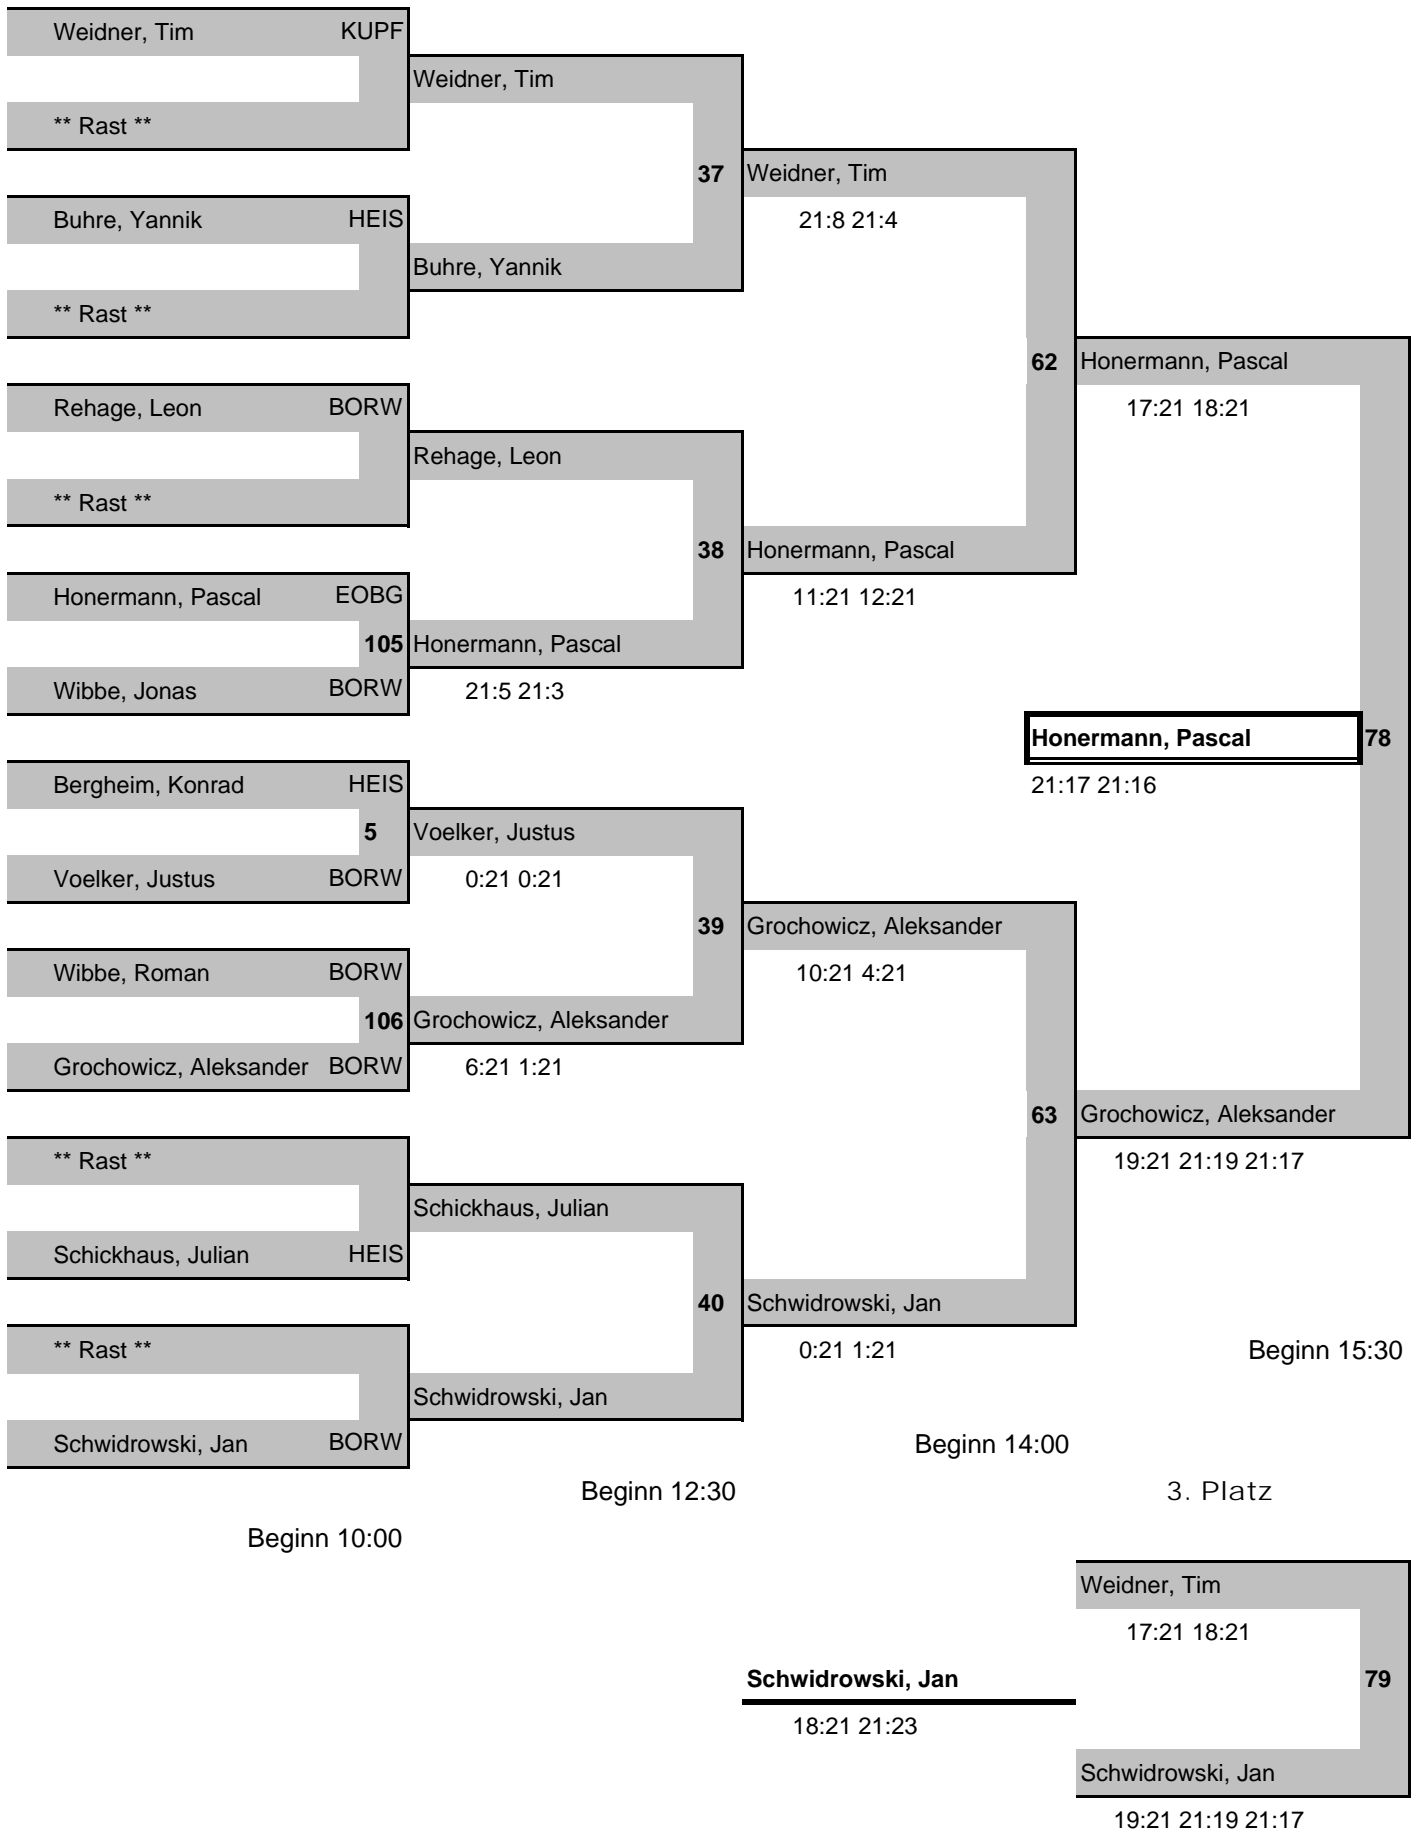 Weidner, Tim KUPF
Weidner, Tim
** Rast **
37 Weidner, Tim
Buhre, Yannik HEIS
21:8 21:4
Buhre, Yannik
** Rast **
62 Honermann, Pascal
Rehage, Leon BORW
17:21 18:21
Rehage, Leon
** Rast **
38 Honermann, Pascal
Honermann, Pascal EOBG
11:21 12:21
105 Honermann, Pascal
Wibbe, Jonas BORW
21:5 21:3
Honermann, Pascal 78
Bergheim, Konrad HEIS
21:17 21:16
5 Voelker, Justus
Voelker, Justus BORW
0:21 0:21
39 Grochowicz, Aleksander
Wibbe, Roman BORW
10:21 4:21
106 Grochowicz, Aleksander
Grochowicz, Aleksander BORW
6:21 1:21
63 Grochowicz, Aleksander
** Rast **
19:21 21:19 21:17
Schickhaus, Julian
Schickhaus, Julian HEIS
40 Schwidrowski, Jan
** Rast **
0:21 1:21
Beginn 15:30
Schwidrowski, Jan
Schwidrowski, Jan BORW
Beginn 14:00
Beginn 12:30
3. Platz
Beginn 10:00
Weidner, Tim
17:21 18:21
Schwidrowski, Jan 79
18:21 21:23
Schwidrowski, Jan
19:21 21:19 21:17